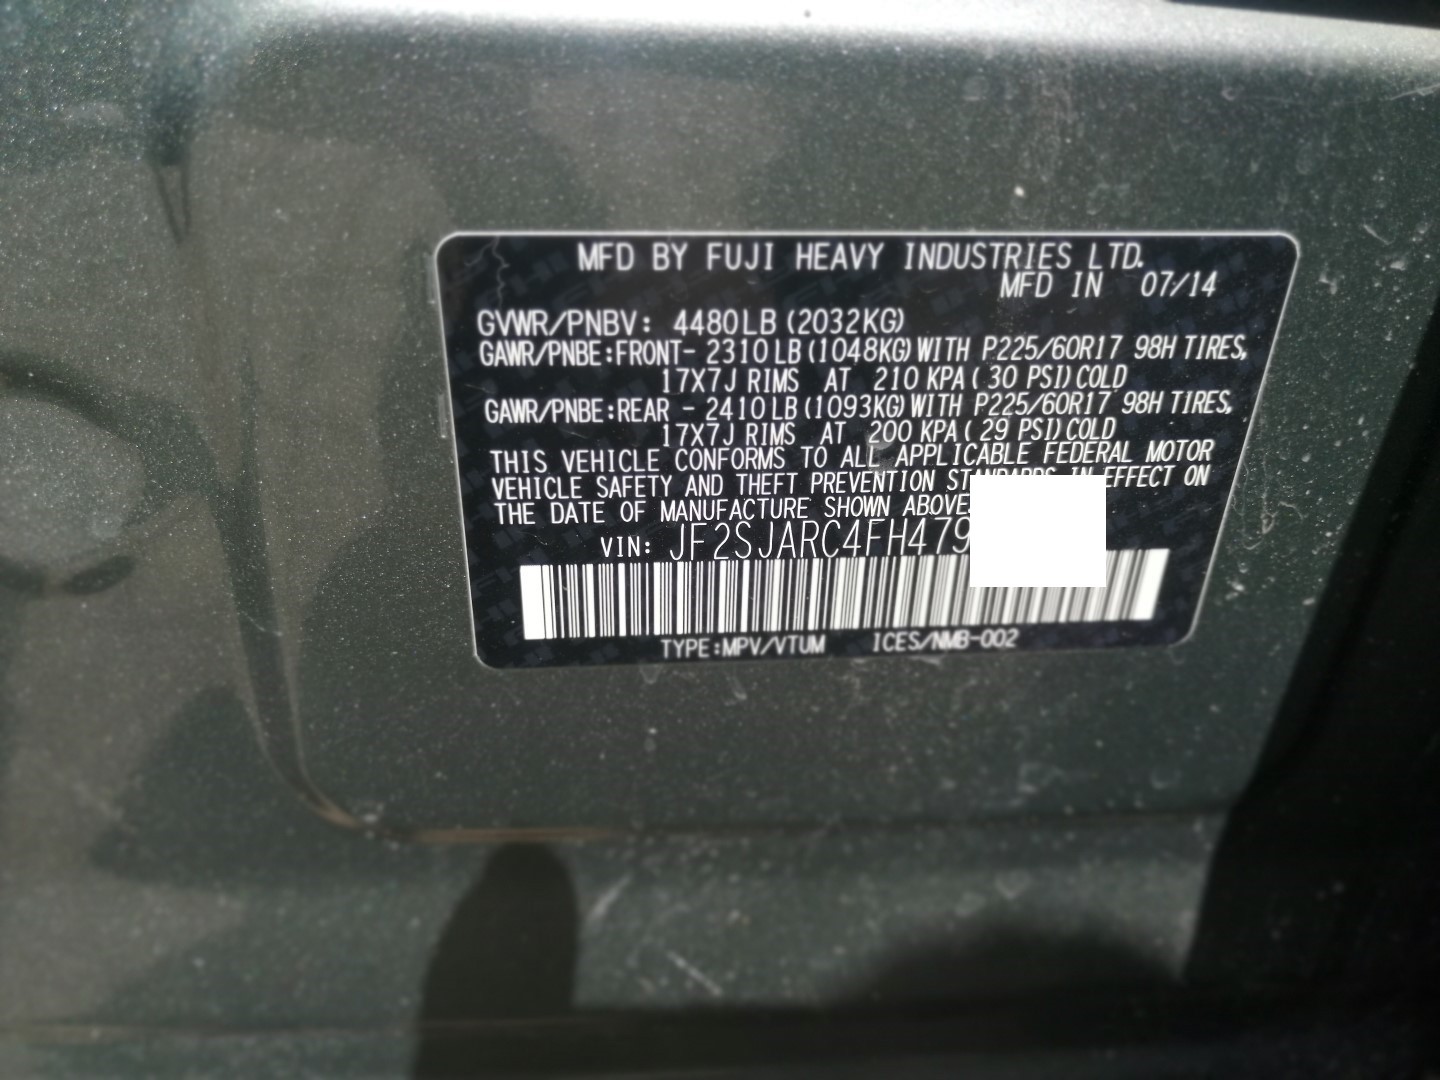 MFD BY FUJI HEAVY INDUSTRIES LTD.
MFD IN 07/14
GVWR/PNBV: 4480LB (2032KG)
GAWR/PNBE:FRONT- 2310LB (1048KG) WITH P225/60R17 98H TIRES,
17X7J RIMS AT 210 KPA ( 30 PSI) COLD
GAWR/PNBE:REAR - 2410LB (1093KG) WITH P225/60R17 98H TIRES,
17X7J RIMS AT 200 KPA ( 29 PSI) COLD
THIS VEHICLE CONFORMS TO ALL APPLICABLE FEDERAL MOTOR
VEHICLE SAFETY AND THEFT PREVENTION STANDARDS IN EFFECT ON
THE DATE OF MANUFACTURE SHOWN ABOVE.
VIN: JF2SJARC4FH479
TYPE:MPV/VTUM ICES/NMB-002